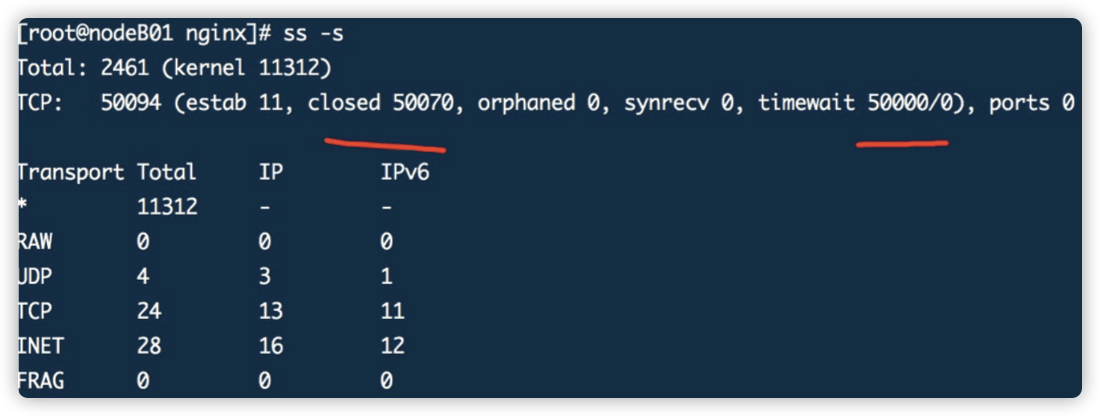 [root@nodeB01 nginx]# ss -s
Total: 2461 (kernel 11312)
TCP:   50094 (estab 11, closed 50070, orphaned 0, synrecv 0, timewait 50000/0), ports 0
Transport Total     IP        IPv6
*         11312     -         -
RAW       0         0         0
UDP       4         3         1
TCP       24        13        11
INET      28        16        12
FRAG      0         0         0